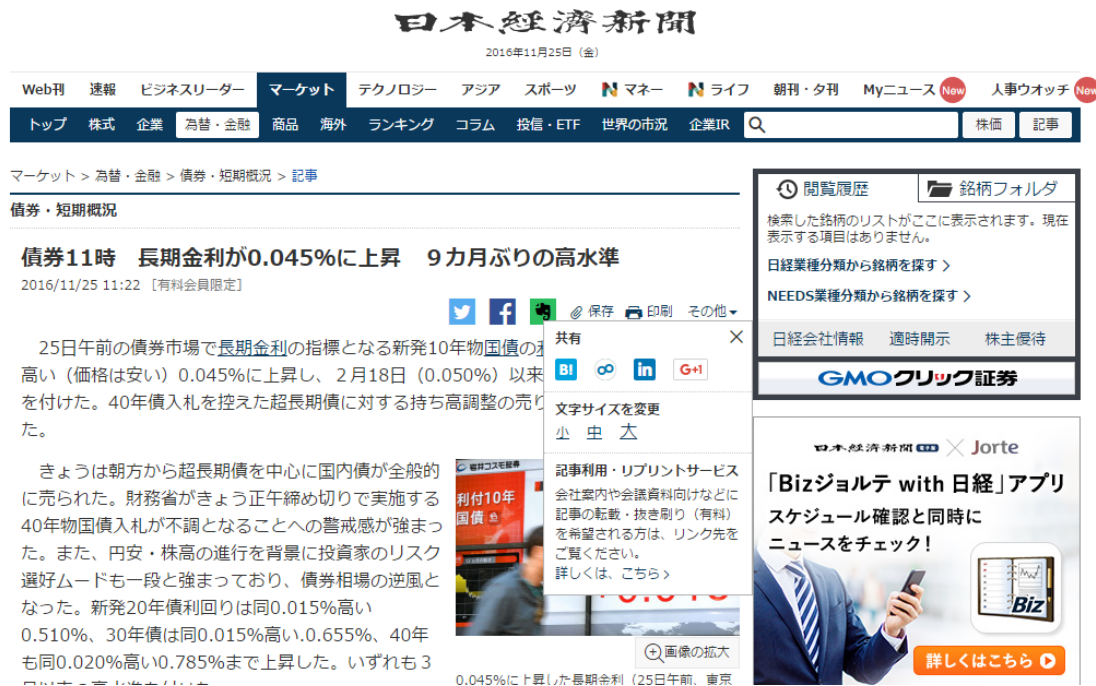 日本経済新聞
2016年11月25日（金）
Web刊 速報 ビジネスリーダー マーケット テクノロジー アジア スポーツ N マネー N ライフ 朝刊・夕刊 Myニュース New 人事ウオッチ New
トップ 株式 企業 為替・金融 商品 海外 ランキング コラム 投信・ETF 世界の市況 企業IR 株価 記事
マーケット > 為替・金融 > 債券・短期概況 > 記事
債券・短期概況
債券11時　長期金利が0.045%に上昇　９カ月ぶりの高水準
2016/11/25 11:22 ［有料会員限定］
保存 印刷 その他
25日午前の債券市場で長期金利の指標となる新発10年物国債の
高い（価格は安い）0.045%に上昇し、２月18日（0.050%）以来
を付けた。40年債入札を控えた超長期債に対する持ち高調整の売り
た。
きょうは朝方から超長期債を中心に国内債が全般的
に売られた。財務省がきょう正午締め切りで実施する
40年物国債入札が不調となることへの警戒感が強まっ
た。また、円安・株高の進行を背景に投資家のリスク
選好ムードも一段と強まっており、債券相場の逆風と
なった。新発20年債利回りは同0.015%高い
0.510%、30年債は同0.015%高い.0.655%、40年
も同0.020%高い0.785%まで上昇した。いずれも３
共有
B! G+1
文字サイズを変更
小 中 大
記事利用・リプリントサービス
会社案内や会議資料向けなどに
記事の転載・抜き刷り（有料）
を希望される方は、リンク先を
ご覧ください。
詳しくは、こちら
岩井コスモ証券
利付10年
国債
画像の拡大
0.045%に上昇した長期金利（25日午前、東京
閲覧履歴 銘柄フォルダ
検索した銘柄のリストがここに表示されます。現在
表示する項目はありません。
日経業種分類から銘柄を探す
NEEDS業種分類から銘柄を探す
日経会社情報 適時開示 株主優待
GMOクリック証券
日本経済新聞 電子版 × Jorte
「Bizジョルテ with 日経」アプリ
スケジュール確認と同時に
ニュースをチェック！
Biz
詳しくはこちら